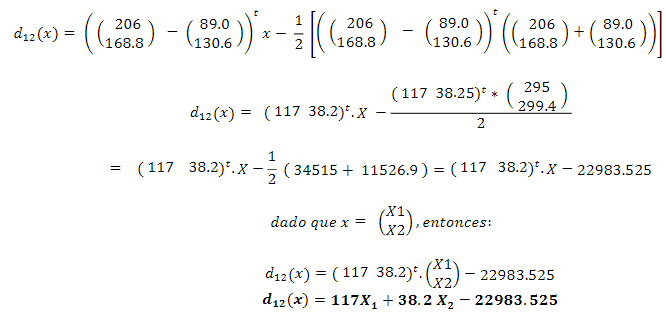 d₁₂(x) = ((206 168.8) − (89.0 130.6))ᵗ x − 1/2 [((206 168.8) − (89.0 130.6))ᵗ ((206 168.8) + (89.0 130.6))]
d₁₂(x) = (117 38.2)ᵗ.X − (117 38.25)ᵗ * (295 299.4) / 2
= (117 38.2)ᵗ.X − 1/2 (34515 + 11526.9) = (117 38.2)ᵗ.X − 22983.525
dado que x = (X1 X2), entonces:
d₁₂(x) = (117 38.2)ᵗ.(X1 X2) − 22983.525
d₁₂(x) = 117X₁ + 38.2 X₂ − 22983.525